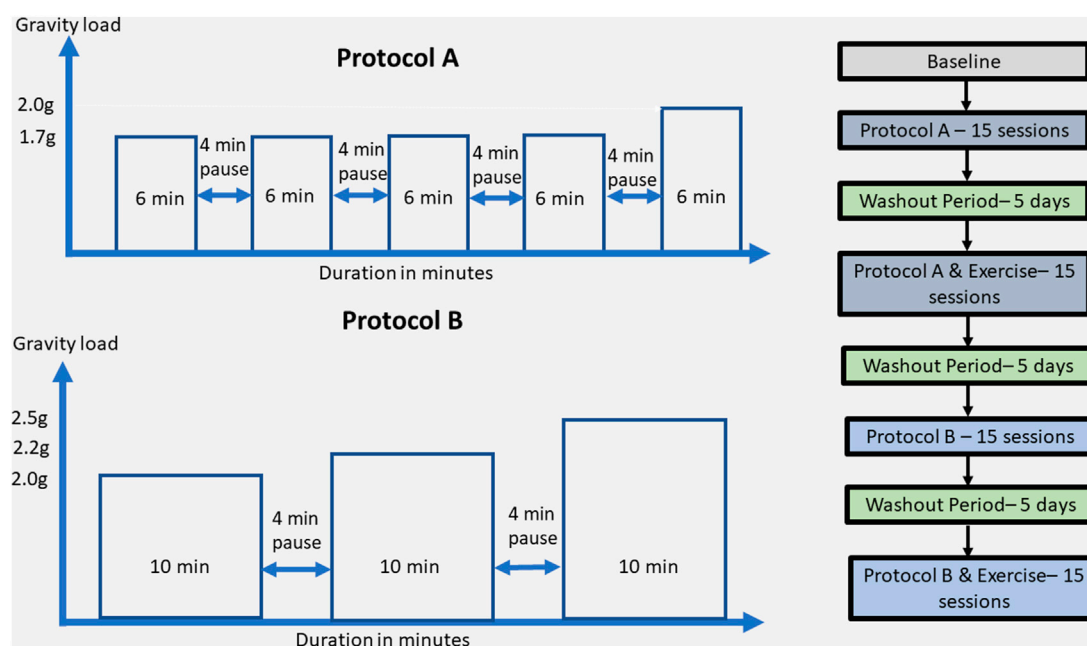 Gravity load
Protocol A
2.0g
1.7g
4 min
pause
4 min
pause
4 min
pause
4 min
pause
6 min
6 min
6 min
6 min
6 min
Duration in minutes
Protocol B
Gravity load
2.5g
2.2g
2.0g
4 min
pause
4 min
pause
10 min
10 min
10 min
Duration in minutes
Baseline
Protocol A – 15 sessions
Washout Period– 5 days
Protocol A & Exercise– 15
sessions
Washout Period– 5 days
Protocol B – 15 sessions
Washout Period– 5 days
Protocol B & Exercise– 15
sessions